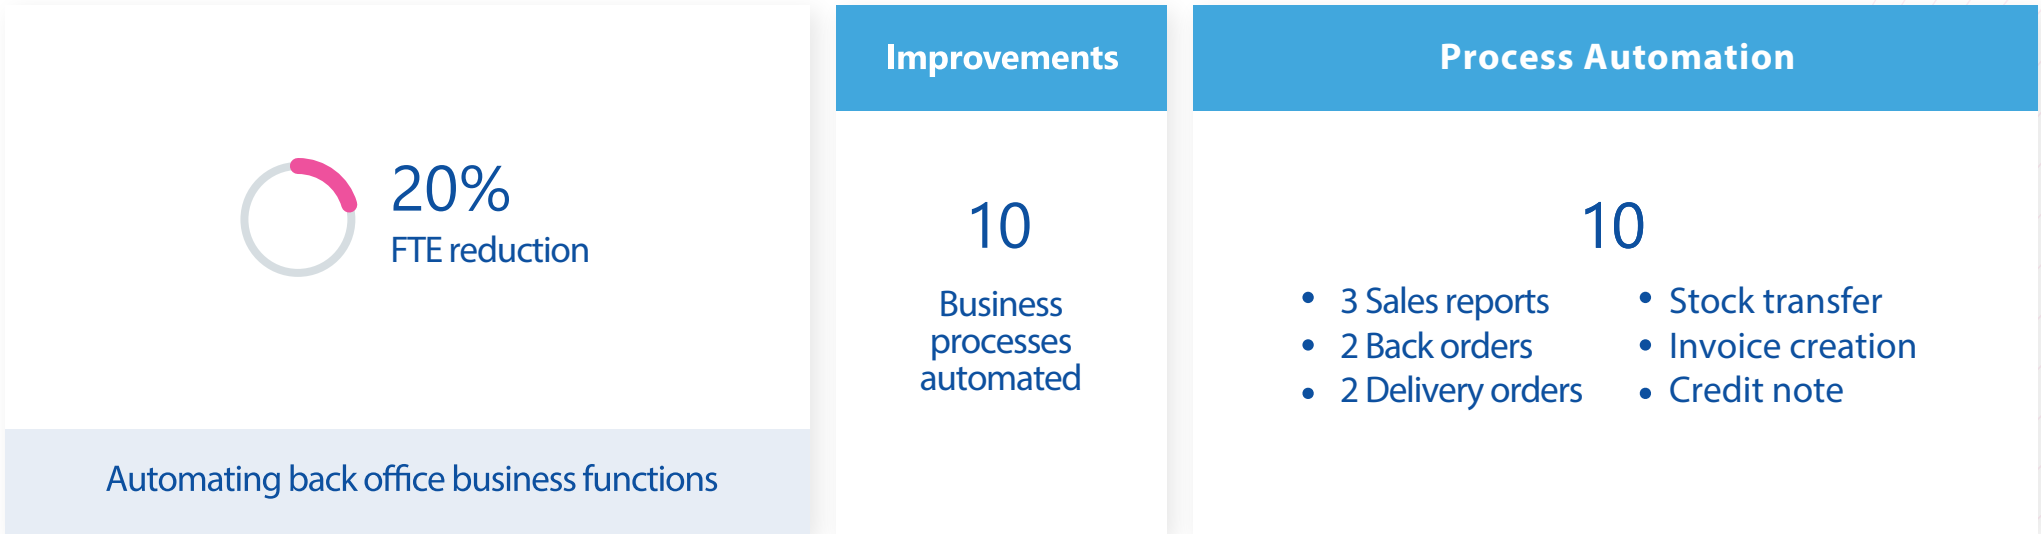 20%
FTE reduction
Automating back office business functions
Improvements
10
Business
processes
automated
Process Automation
10
• 3 Sales reports
• 2 Back orders
• 2 Delivery orders
• Stock transfer
• Invoice creation
• Credit note